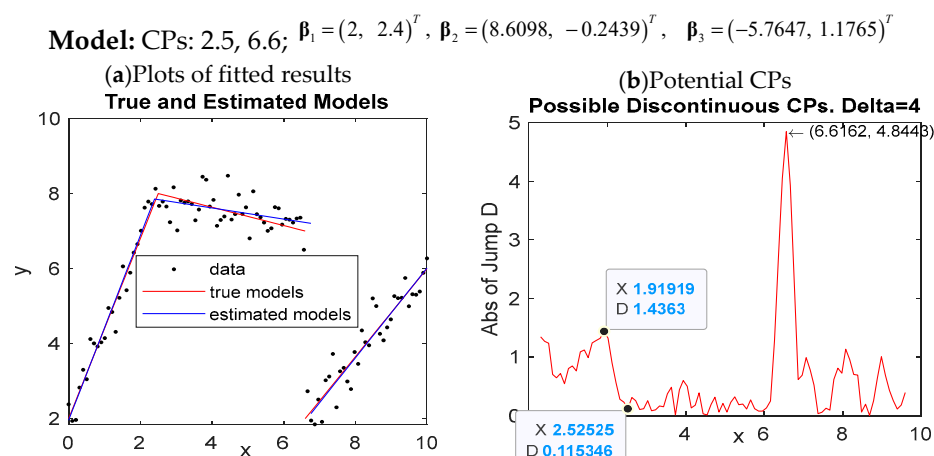 Model: CPs: 2.5, 6.6; β₁ = (2, 2.4)ᵀ, β₂ = (8.6098, −0.2439)ᵀ, β₃ = (−5.7647, 1.1765)ᵀ
(a)Plots of fitted results
True and Estimated Models
10
8
6
4
2
0 2 4 6 8 10
y
x
data
true models
estimated models
(b)Potential CPs
Possible Discontinuous CPs. Delta=4
5
4
3
2
1
0
4 6 8 10
Abs of Jump D
x
← (6.6162, 4.8443)
X 1.91919
D 1.4363
X 2.52525
D 0.115346